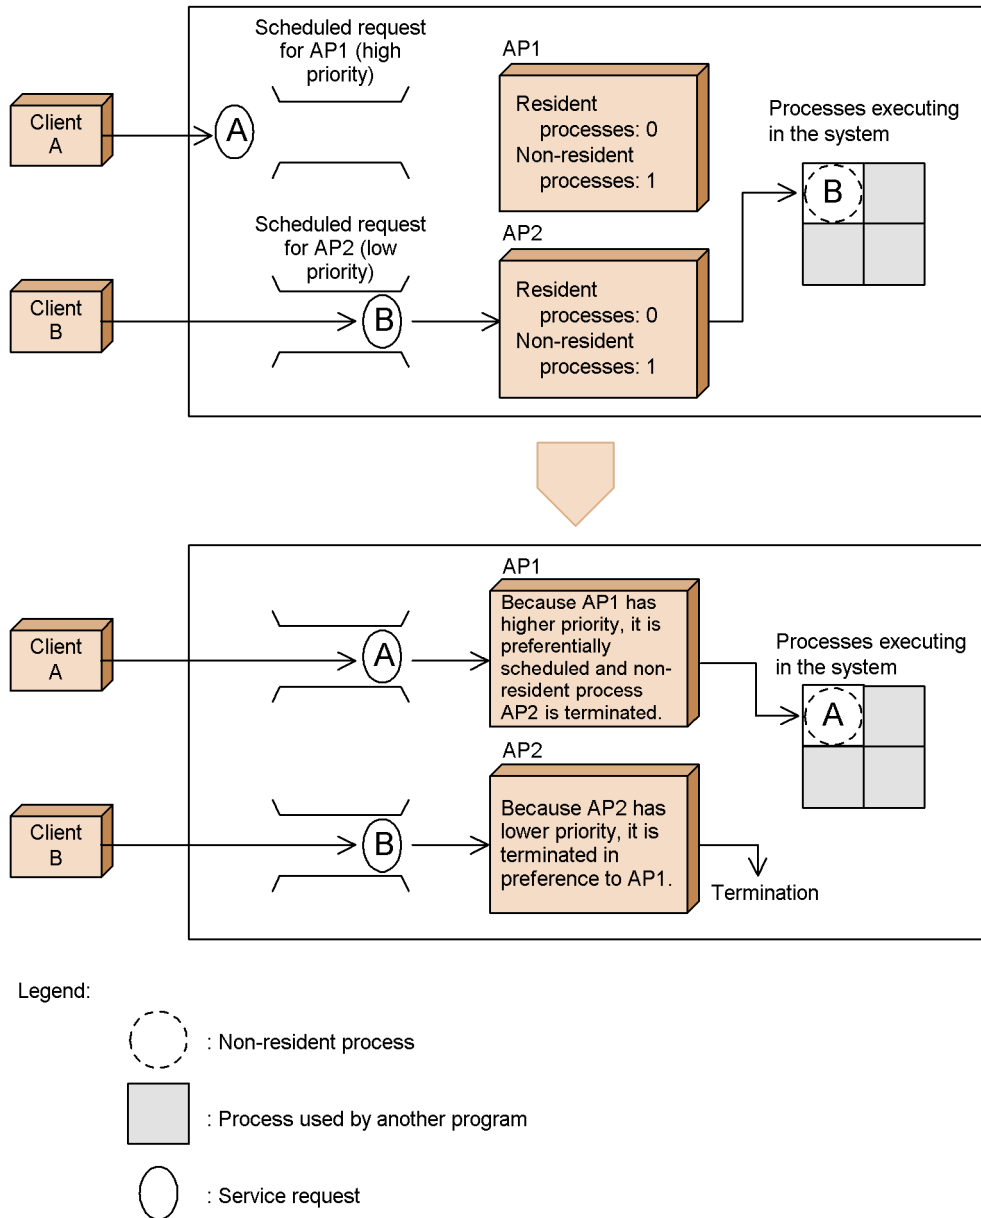 Scheduled request
for AP1 (high
priority)
AP1
Client
A
A
Resident
processes: 0
Non-resident
processes: 1
Processes executing
in the system
B
Scheduled request
for AP2 (low
priority)
AP2
Client
B
B
Resident
processes: 0
Non-resident
processes: 1
AP1
Client
A
A
Because AP1 has
higher priority, it is
preferentially
scheduled and non-
resident process
AP2 is terminated.
Processes executing
in the system
A
AP2
Client
B
B
Because AP2 has
lower priority, it is
terminated in
preference to AP1.
Termination
Legend:
: Non-resident process
: Process used by another program
: Service request